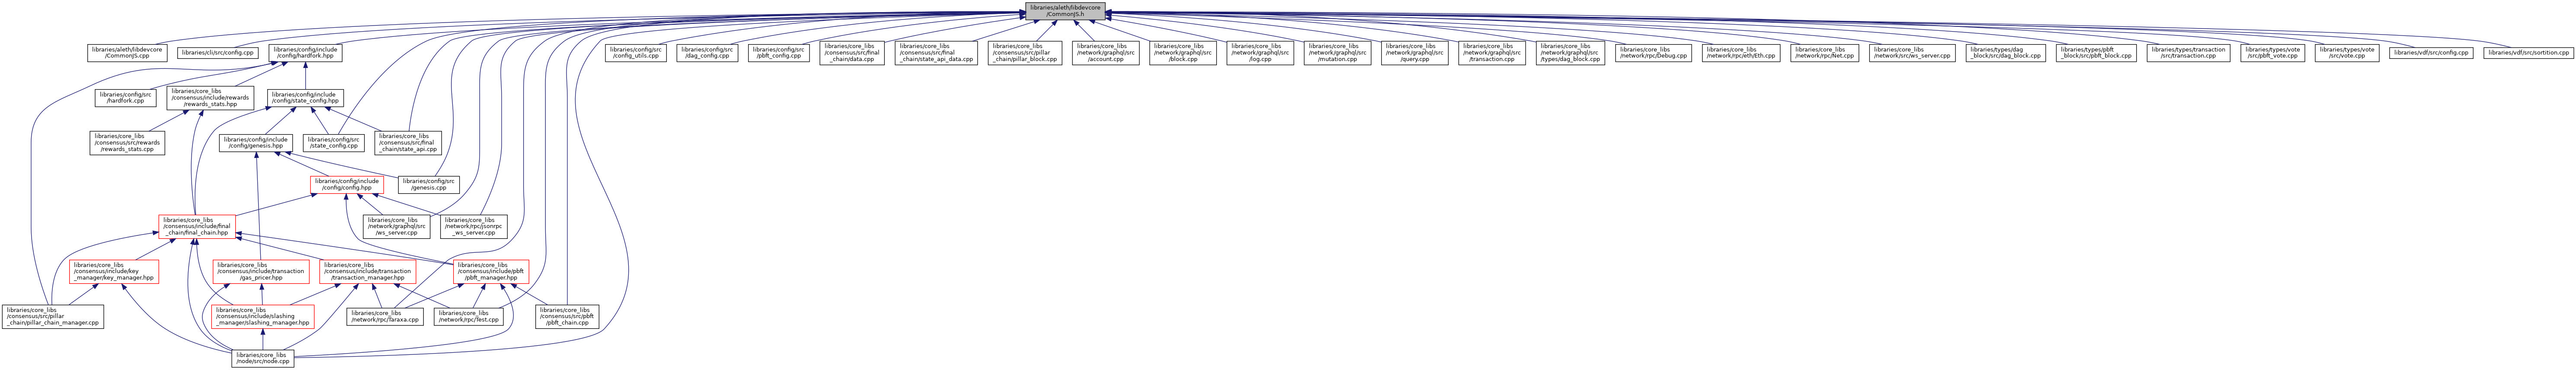 libraries/aleth/libdevcore
/CommonJS.h
libraries/aleth/libdevcore
/CommonJS.cpp
libraries/cli/src/config.cpp
libraries/config/include
/config/hardfork.hpp
libraries/config/src
/config_utils.cpp
libraries/config/src
/dag_config.cpp
libraries/config/src
/pbft_config.cpp
libraries/core_libs
/consensus/src/final
_chain/data.cpp
libraries/core_libs
/consensus/src/final
_chain/state_api_data.cpp
libraries/core_libs
/consensus/src/pillar
_chain/pillar_block.cpp
libraries/core_libs
/network/graphql/src
/account.cpp
libraries/core_libs
/network/graphql/src
/block.cpp
libraries/core_libs
/network/graphql/src
/log.cpp
libraries/core_libs
/network/graphql/src
/mutation.cpp
libraries/core_libs
/network/graphql/src
/query.cpp
libraries/core_libs
/network/graphql/src
/transaction.cpp
libraries/core_libs
/network/graphql/src
/types/dag_block.cpp
libraries/core_libs
/network/rpc/Debug.cpp
libraries/core_libs
/network/rpc/eth/Eth.cpp
libraries/core_libs
/network/rpc/Net.cpp
libraries/core_libs
/network/src/ws_server.cpp
libraries/types/dag
_block/src/dag_block.cpp
libraries/types/pbft
_block/src/pbft_block.cpp
libraries/types/transaction
/src/transaction.cpp
libraries/types/vote
/src/pbft_vote.cpp
libraries/types/vote
/src/vote.cpp
libraries/vdf/src/config.cpp
libraries/vdf/src/sortition.cpp
libraries/config/src
/hardfork.cpp
libraries/core_libs
/consensus/include/rewards
/rewards_stats.hpp
libraries/config/include
/config/state_config.hpp
libraries/core_libs
/consensus/src/rewards
/rewards_stats.cpp
libraries/config/include
/config/genesis.hpp
libraries/config/src
/state_config.cpp
libraries/core_libs
/consensus/src/final
_chain/state_api.cpp
libraries/config/include
/config/config.hpp
libraries/config/src
/genesis.cpp
libraries/core_libs
/consensus/include/final
_chain/final_chain.hpp
libraries/core_libs
/network/graphql/src
/ws_server.cpp
libraries/core_libs
/network/rpc/jsonrpc
_ws_server.cpp
libraries/core_libs
/consensus/include/key
_manager/key_manager.hpp
libraries/core_libs
/consensus/include/transaction
/gas_pricer.hpp
libraries/core_libs
/consensus/include/transaction
/transaction_manager.hpp
libraries/core_libs
/consensus/include/pbft
/pbft_manager.hpp
libraries/core_libs
/consensus/src/pillar
_chain/pillar_chain_manager.cpp
libraries/core_libs
/consensus/include/slashing
_manager/slashing_manager.hpp
libraries/core_libs
/network/rpc/Taraxa.cpp
libraries/core_libs
/network/rpc/Test.cpp
libraries/core_libs
/consensus/src/pbft
/pbft_chain.cpp
libraries/core_libs
/node/src/node.cpp